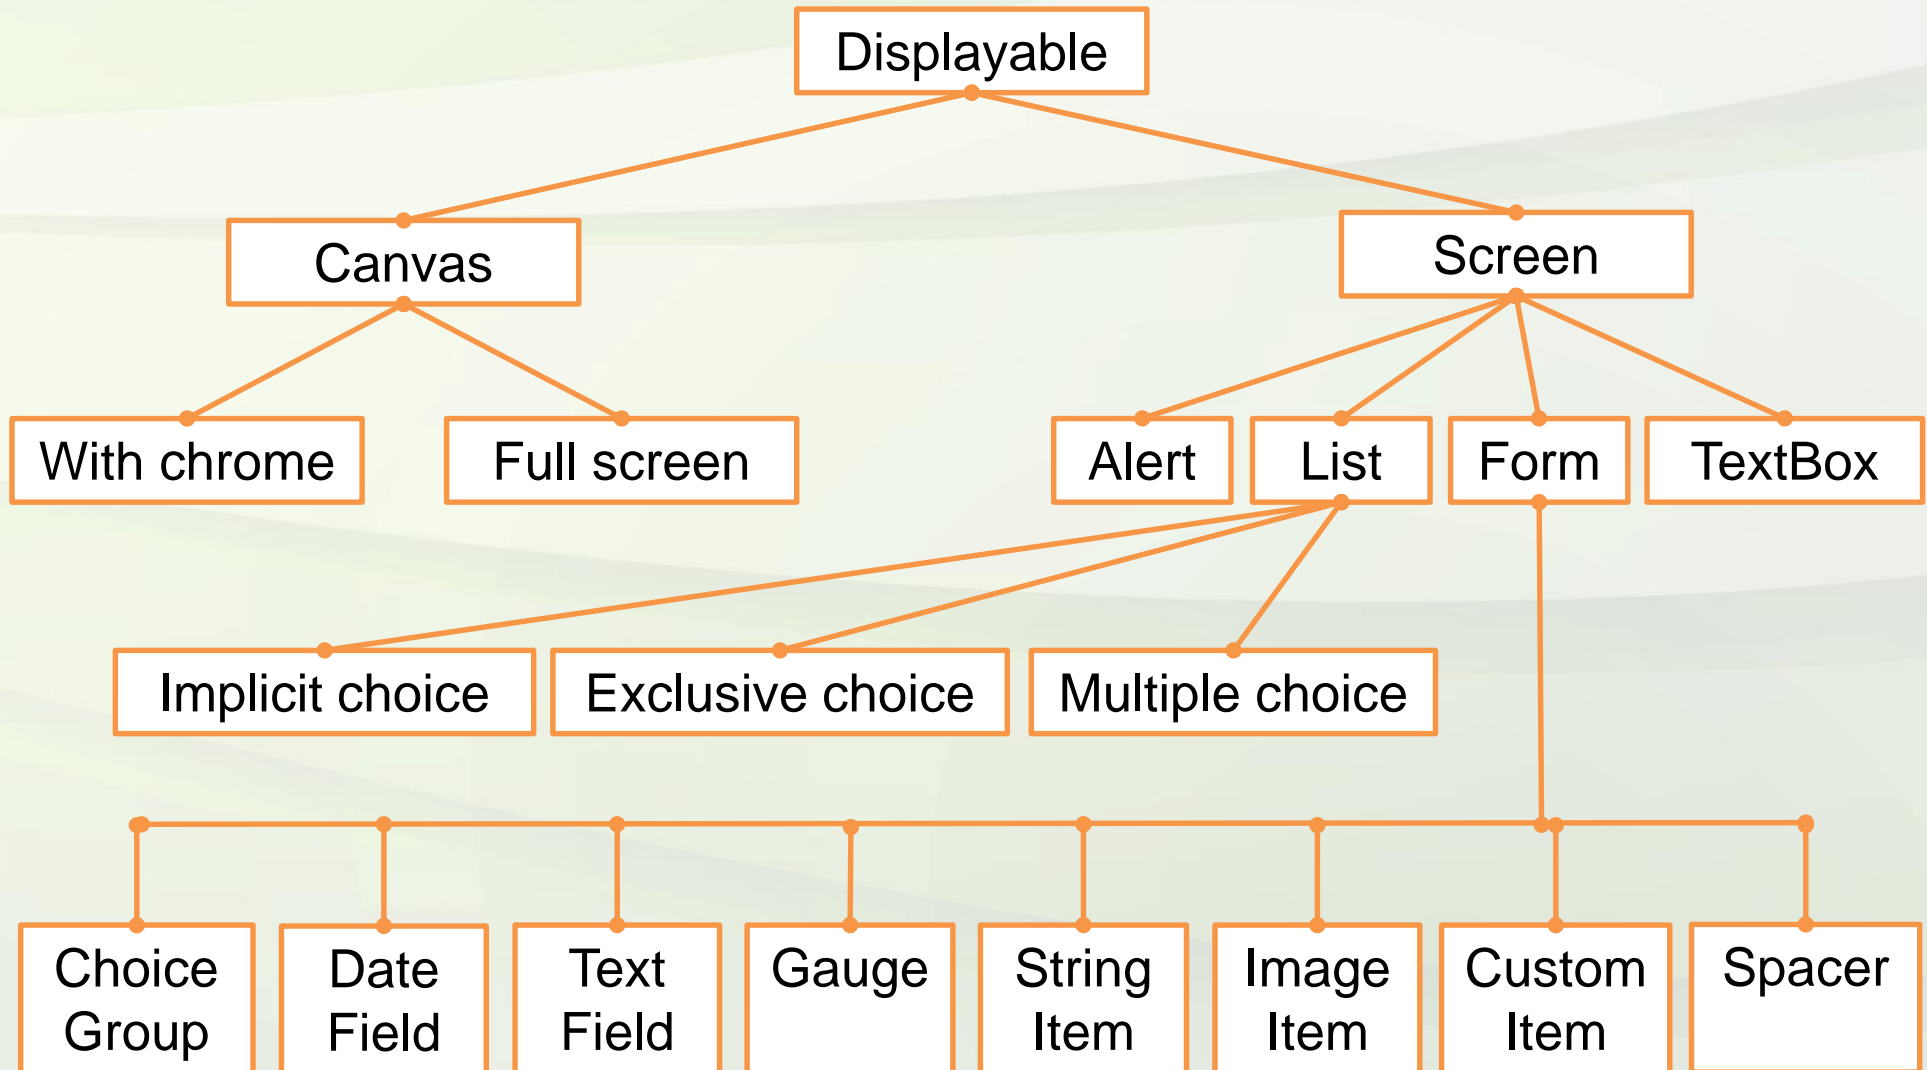 Displayable
Canvas
Screen
With chrome
Full screen
Alert
List
Form
TextBox
Implicit choice
Exclusive choice
Multiple choice
Choice
Group
Date
Field
Text
Field
Gauge
String
Item
Image
Item
Custom
Item
Spacer